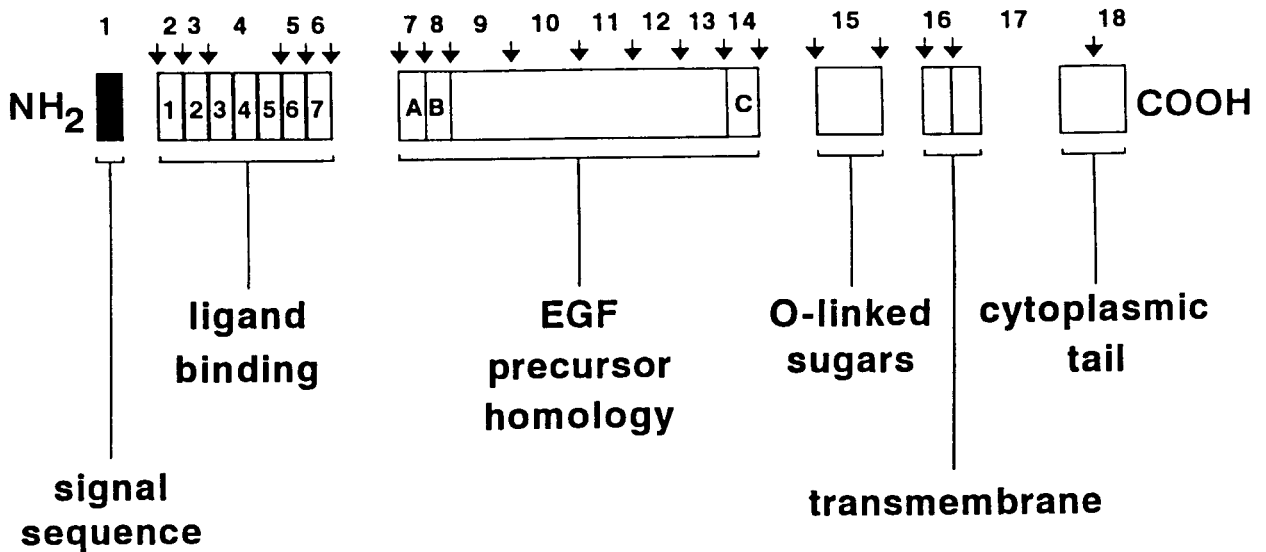 1 2 3 4 5 6 7 8 9 10 11 12 13 14 15 16 17 18
NH2 1 2 3 4 5 6 7 A B C COOH
ligand
binding
EGF
precursor
homology
O-linked
sugars
cytoplasmic
tail
signal
sequence
transmembrane